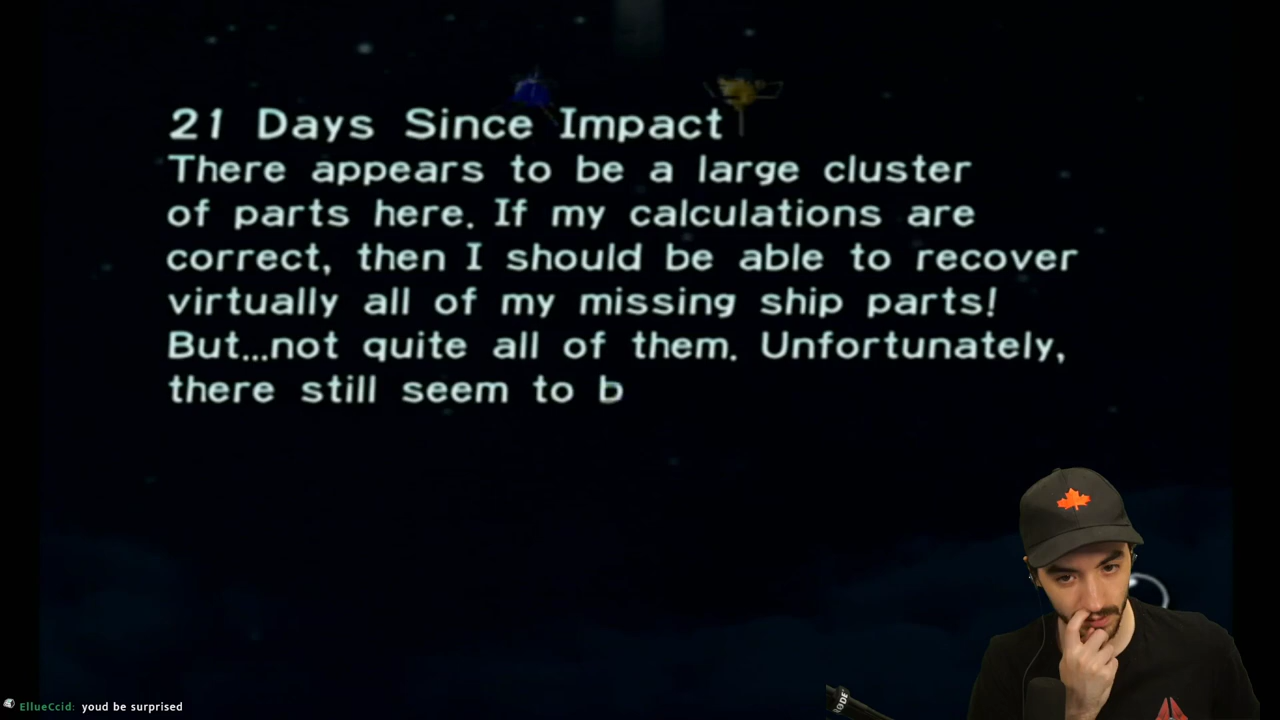 21 Days Since Impact
There appears to be a large cluster
of parts here. If my calculations are
correct, then I should be able to recover
virtually all of my missing ship parts!
But...not quite all of them. Unfortunately,
there still seem to b
RODE
EllueCcid: youd be surprised